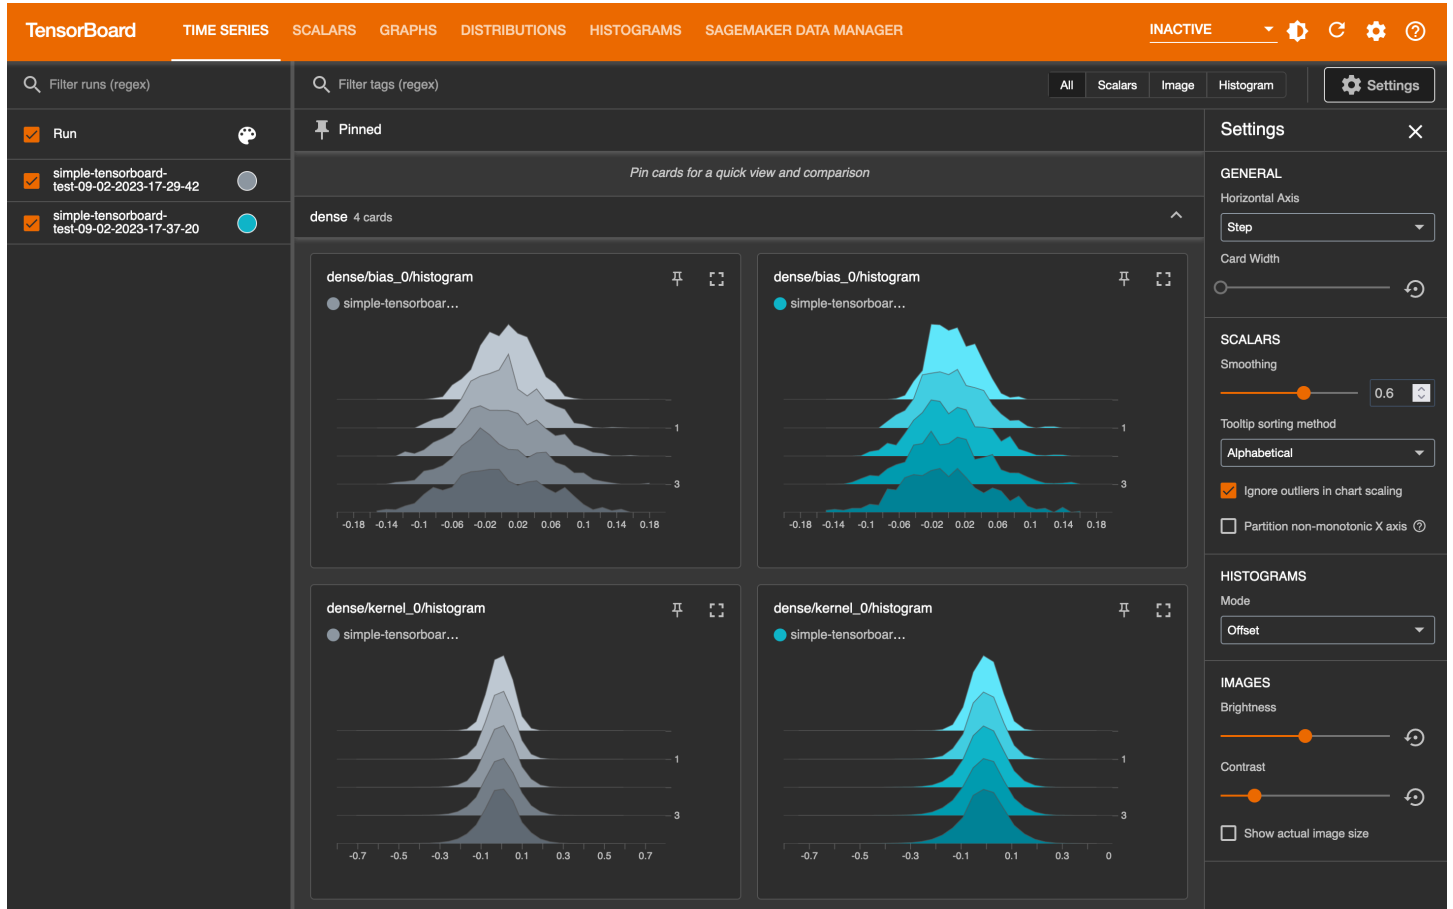 TensorBoard
TIME SERIES
SCALARS
GRAPHS
DISTRIBUTIONS
HISTOGRAMS
SAGEMAKER DATA MANAGER
INACTIVE
Filter runs (regex)
Filter tags (regex)
All
Scalars
Image
Histogram
Settings
Run
simple-tensorboard-
test-09-02-2023-17-29-42
simple-tensorboard-
test-09-02-2023-17-37-20
Pinned
Pin cards for a quick view and comparison
dense 4 cards
dense/bias_0/histogram
simple-tensorboar...
1
3
-0.18 -0.14 -0.1 -0.06 -0.02 0.02 0.06 0.1 0.14 0.18
dense/bias_0/histogram
simple-tensorboar...
1
3
-0.18 -0.14 -0.1 -0.06 -0.02 0.02 0.06 0.1 0.14 0.18
dense/kernel_0/histogram
simple-tensorboar...
1
3
-0.7 -0.5 -0.3 -0.1 0.1 0.3 0.5 0.7
dense/kernel_0/histogram
simple-tensorboar...
1
3
-0.7 -0.5 -0.3 -0.1 0.1 0.3 0
Settings
GENERAL
Horizontal Axis
Step
Card Width
SCALARS
Smoothing
0.6
Tooltip sorting method
Alphabetical
Ignore outliers in chart scaling
Partition non-monotonic X axis
HISTOGRAMS
Mode
Offset
IMAGES
Brightness
Contrast
Show actual image size